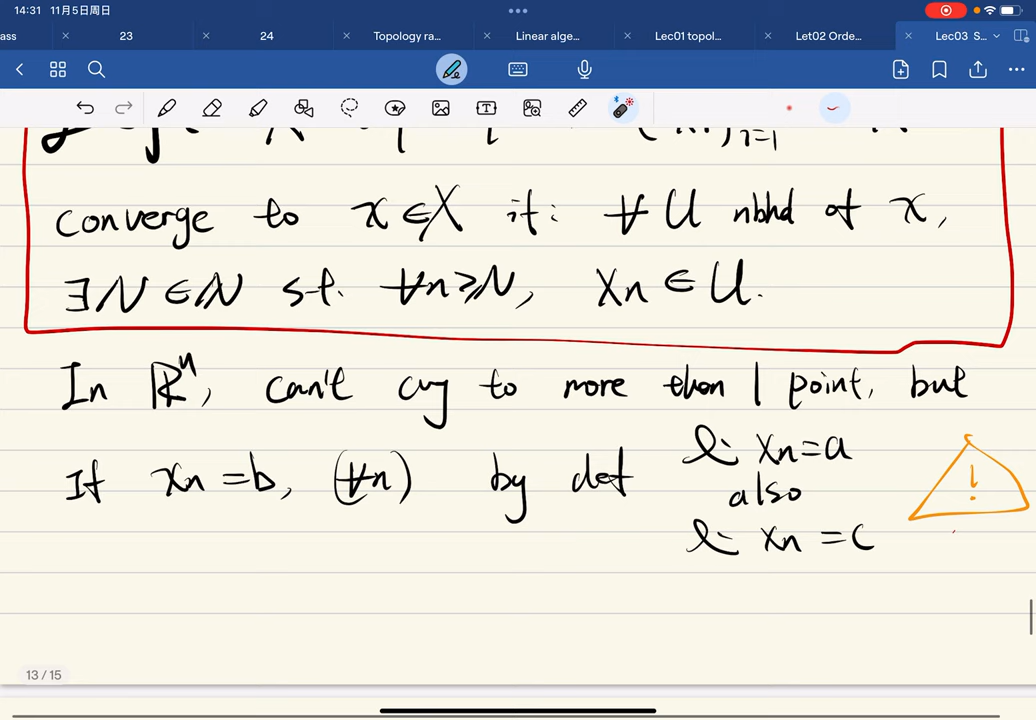 14:31 11月5日周日
ass 23 24 Topology ra... Linear alge... Lec01 topol... Let02 Orde... Lec03 S...
converge to x∈X if: ∀ U nbhd of x,
∃N∈ℕ s.t. ∀n≥N, Xn ∈ U.
In ℝⁿ, can't cvg to more than 1 point, but
If xn = b, (∀n) by def
li xn = a
also
li xn = c
!
13 / 15